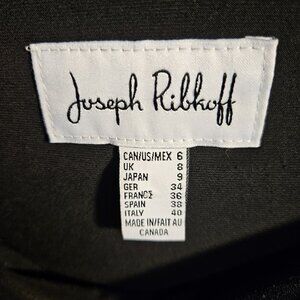 Joseph Ribkoff
CAN/US/MEX 6
UK 8
JAPAN 9
GER 34
FRANCE 36
SPAIN 38
ITALY 40
MADE IN/FAIT AU
CANADA